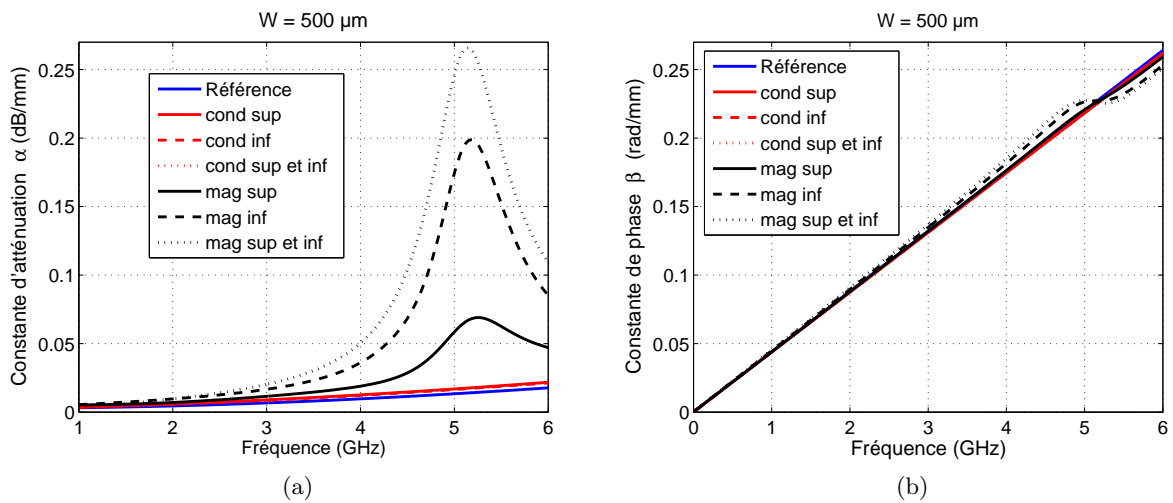 W = 500 µm
Constante d'atténuation α (dB/mm)
0.25
0.2
0.15
0.1
0.05
0
Référence
cond sup
cond inf
cond sup et inf
mag sup
mag inf
mag sup et inf
1 2 3 4 5 6
Fréquence (GHz)
(a)
W = 500 µm
Constante de phase β (rad/mm)
0.25
0.2
0.15
0.1
0.05
0
Référence
cond sup
cond inf
cond sup et inf
mag sup
mag inf
mag sup et inf
0 1 2 3 4 5 6
Fréquence (GHz)
(b)